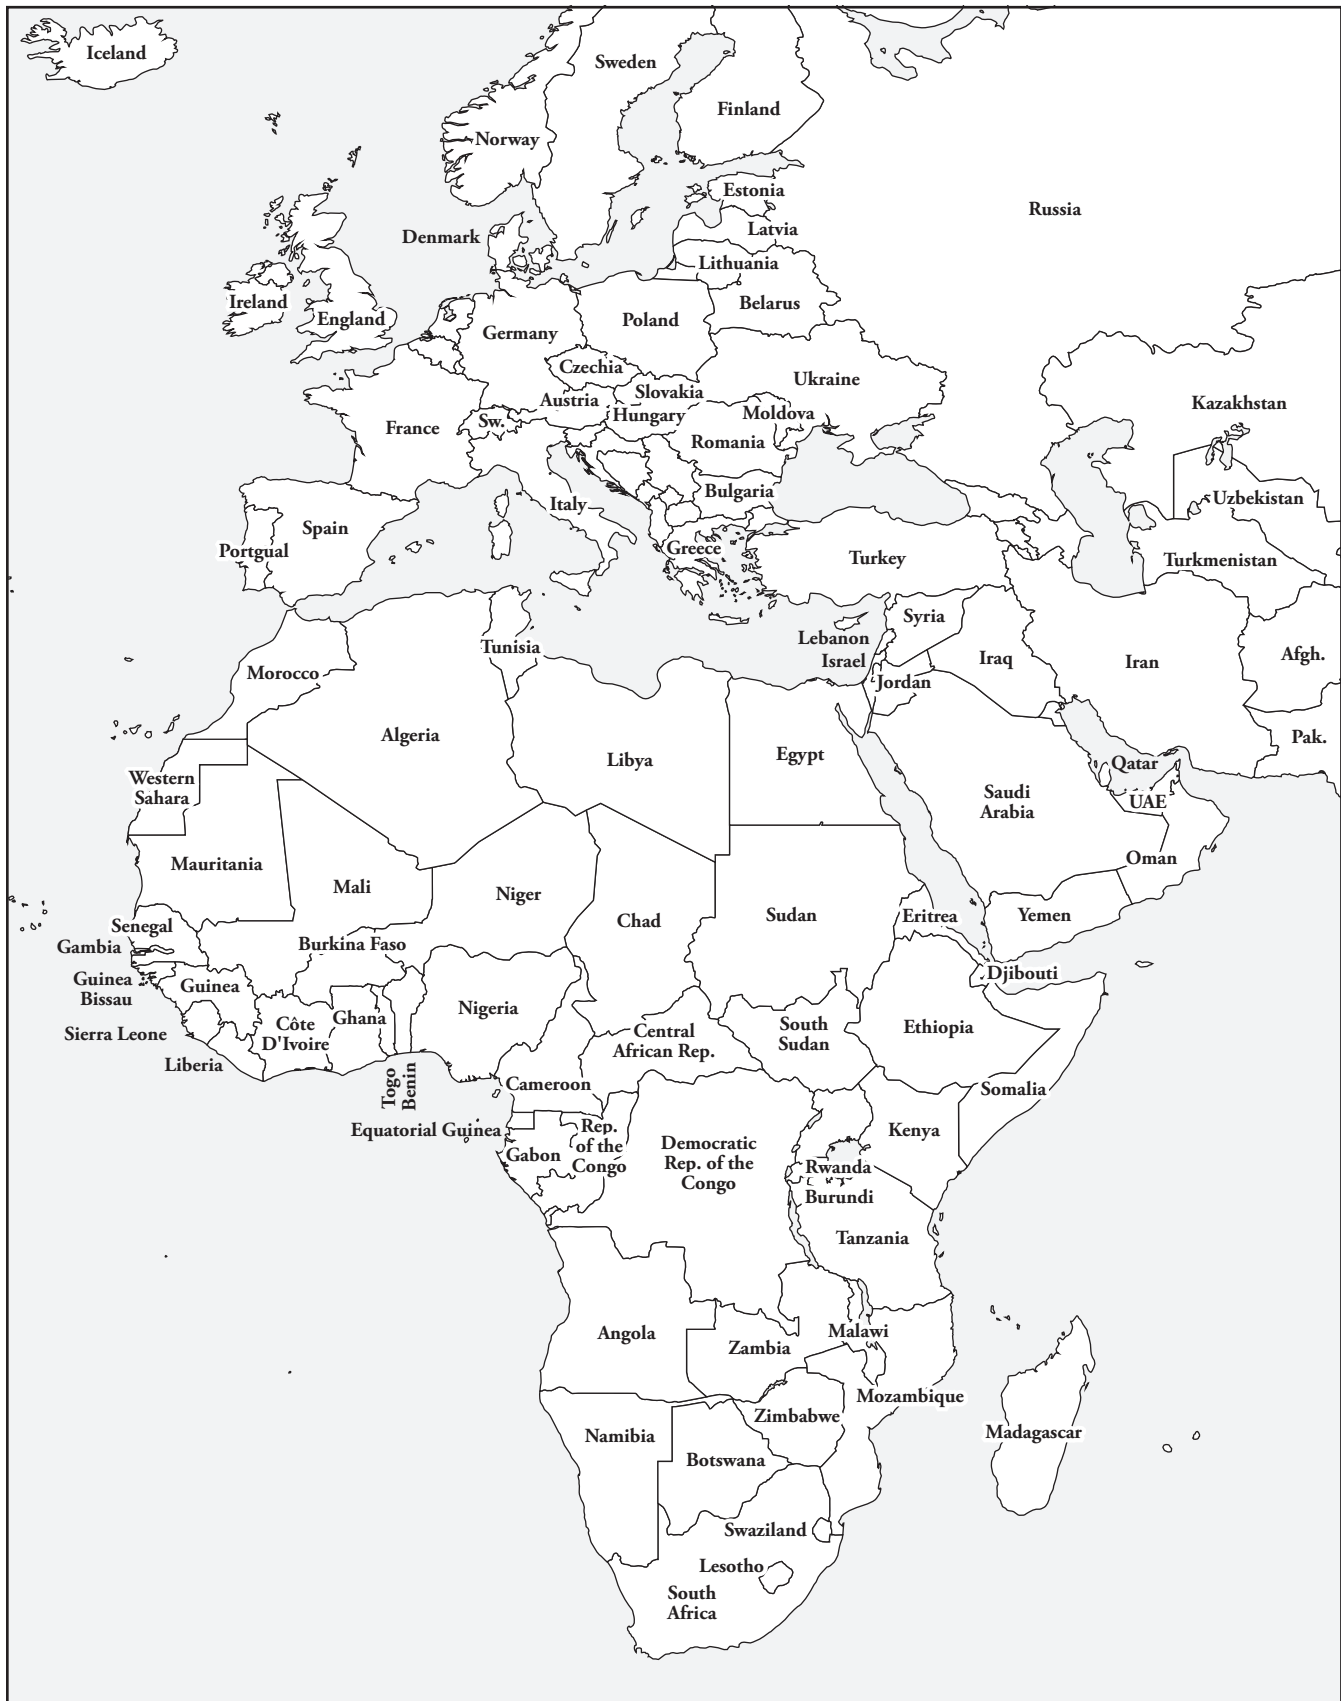 Iceland
Sweden
Finland
Norway
Estonia
Russia
Latvia
Denmark
Lithuania
Ireland
Belarus
England
Poland
Germany
Czechia
Ukraine
Slovakia
Austria
Kazakhstan
Hungary
Moldova
Sw.
France
Romania
Bulgaria
Uzbekistan
Italy
Spain
Portgual
Greece
Turkey
Turkmenistan
Syria
Lebanon
Tunisia
Israel
Iraq
Iran
Afgh.
Morocco
Jordan
Algeria
Pak.
Libya
Egypt
Qatar
Western
Sahara
Saudi
Arabia
UAE
Oman
Mauritania
Mali
Niger
Chad
Sudan
Eritrea
Yemen
Senegal
Gambia
Burkina Faso
Djibouti
Guinea
Bissau
Guinea
Nigeria
Ghana
Côte
D'Ivoire
Sierra Leone
Central
African Rep.
South
Sudan
Ethiopia
Liberia
Togo
Benin
Cameroon
Somalia
Equatorial Guinea
Rep.
of the
Congo
Gabon
Democratic
Rep. of the
Congo
Kenya
Rwanda
Burundi
Tanzania
Angola
Zambia
Malawi
Mozambique
Zimbabwe
Namibia
Botswana
Madagascar
Swaziland
Lesotho
South
Africa